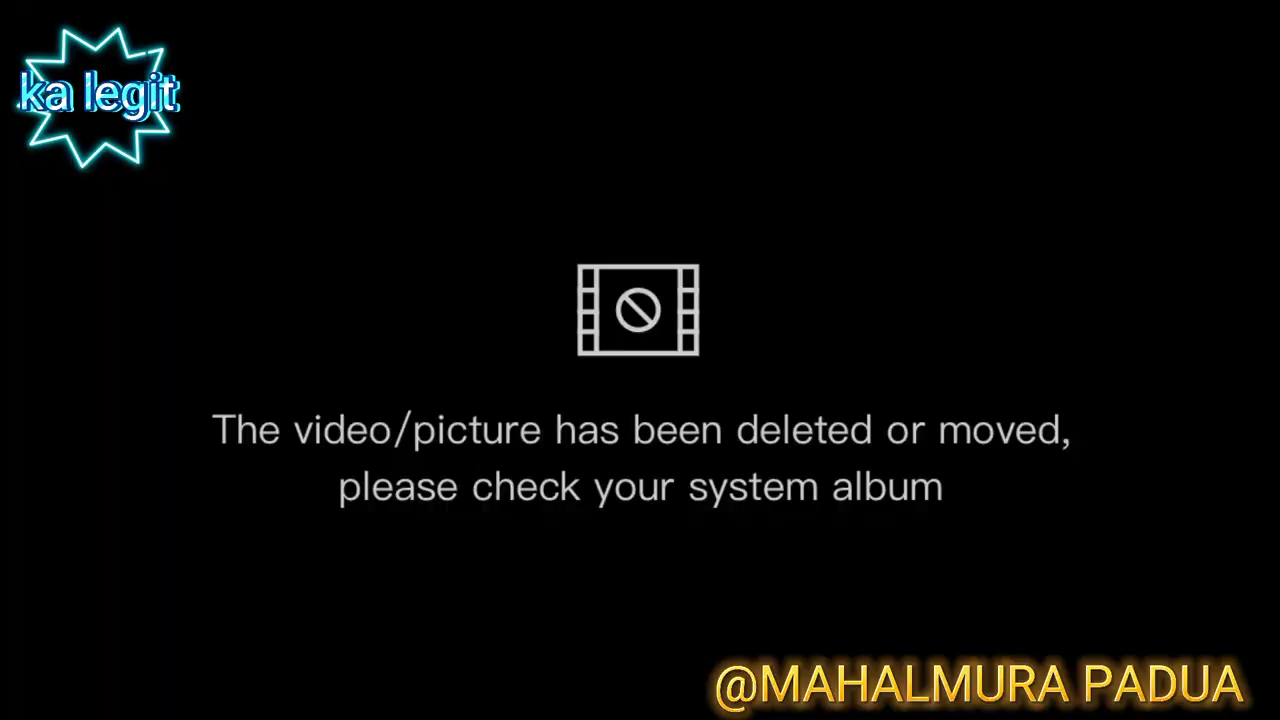 ka legit
The video/picture has been deleted or moved,
please check your system album
@MAHALMURA PADUA